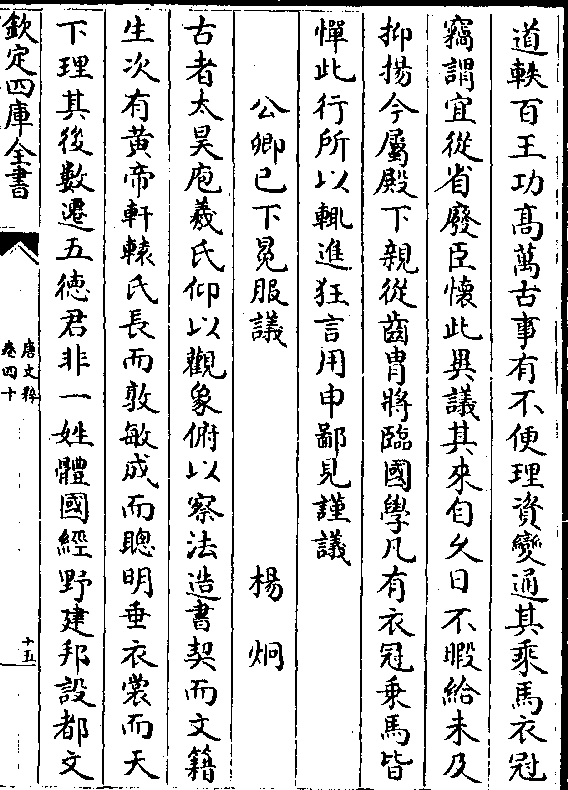 道軼百王功髙萬古事有不便理資變通其乘馬衣冠
竊謂宜從省廢臣懷此異議其來自久日不暇給未及
抑揚今屬殿下親從齒胄將臨國學凡有衣冠乘馬皆
憚此行所以輒進狂言用申鄙見謹議
公卿已下冕服議 楊炯
古者太昊庖羲氏仰以觀象俯以察法造書契而文籍
生次有黄帝軒轅氏長而敦敏成而聰明垂衣裳而天
下理其後數遷五德君非一姓體國經野建邦設都文
欽定四庫全書
唐文粹
卷四十
十五